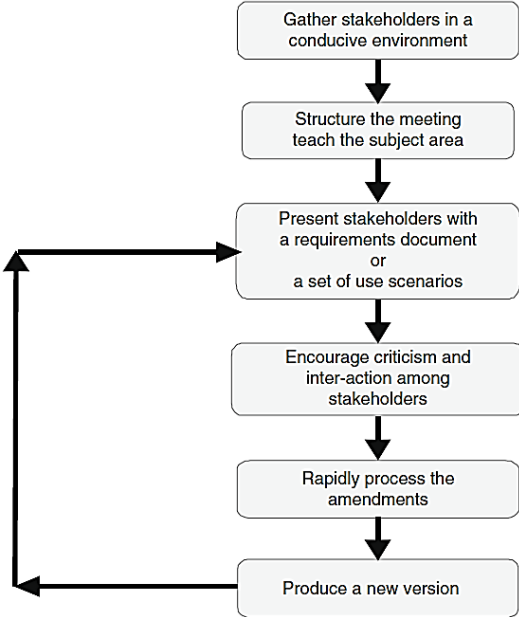 Gather stakeholders in a
conducive environment
Structure the meeting
teach the subject area
Present stakeholders with
a requirements document
or
a set of use scenarios
Encourage criticism and
inter-action among
stakeholders
Rapidly process the
amendments
Produce a new version